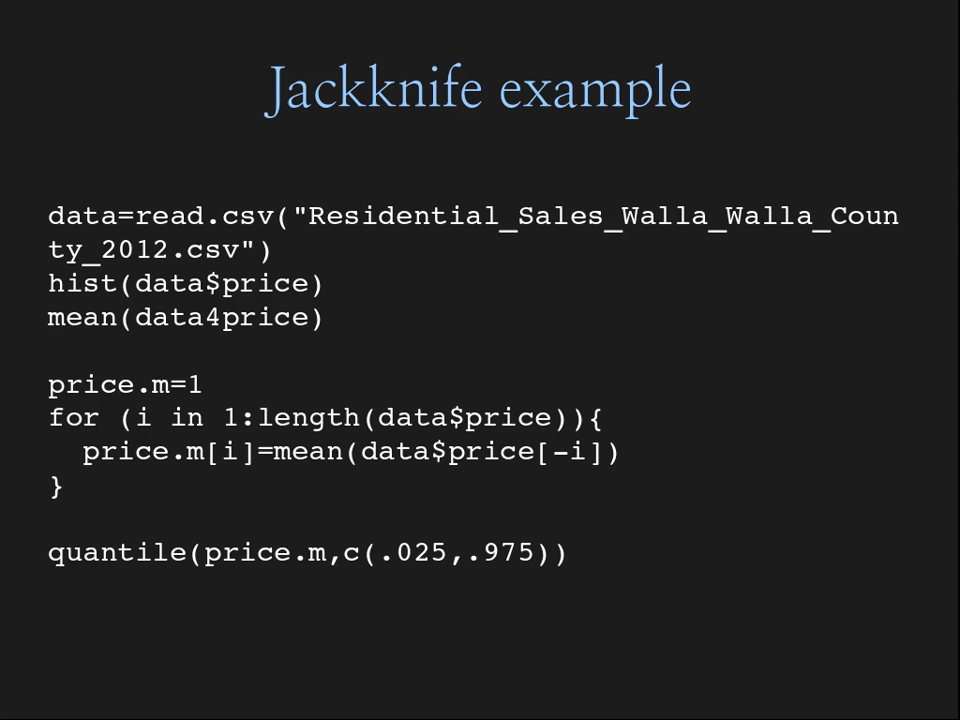 Jackknife example
data=read.csv("Residential_Sales_Walla_Walla_Coun
ty_2012.csv")
hist(data$price)
mean(data4price)
price.m=1
for (i in 1:length(data$price)){
  price.m[i]=mean(data$price[-i])
}
quantile(price.m,c(.025,.975))